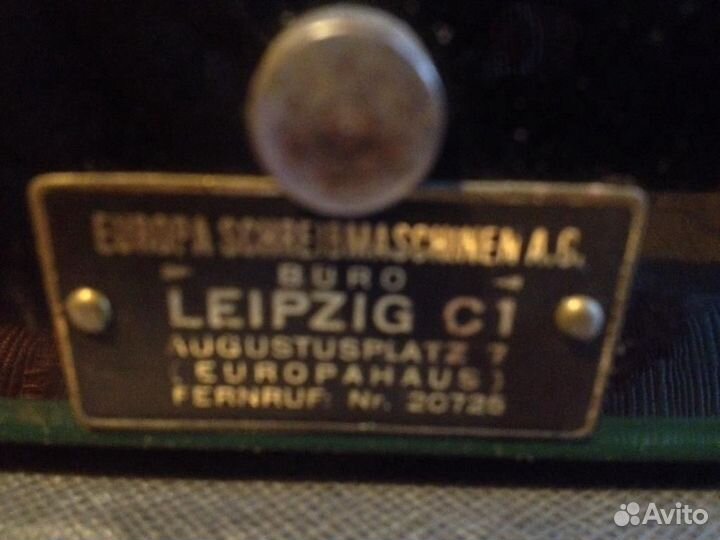 EUROPA SCHREIBMASCHINEN A.G.
BÜRO
LEIPZIG C1
AUGUSTUSPLATZ 7
(EUROPAHAUS)
FERNRUF: Nr. 20725
Avito